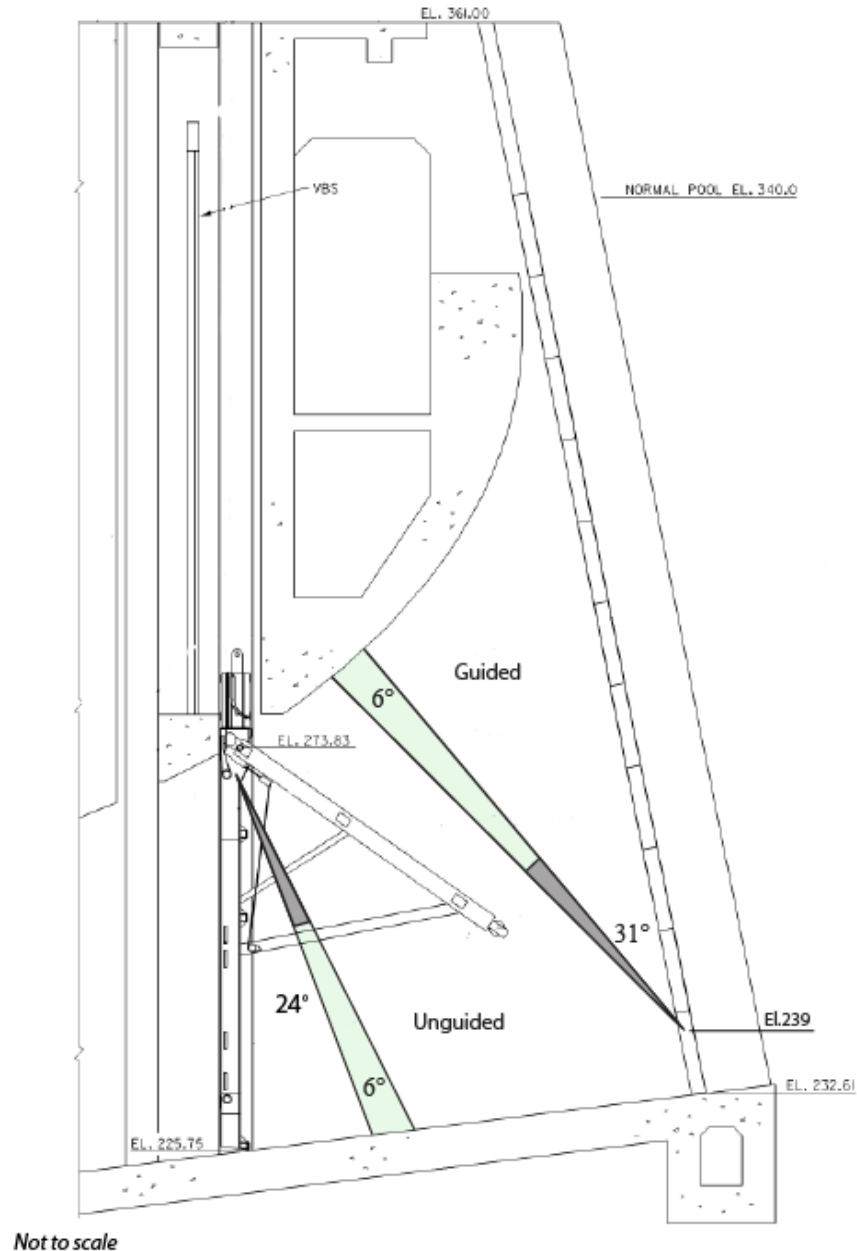 EL. 361.00
VBS
NORMAL POOL EL. 340.0
Guided
6°
EL. 273.83
31°
24°
Unguided
El.239
6°
EL. 232.61
EL. 225.75
Not to scale